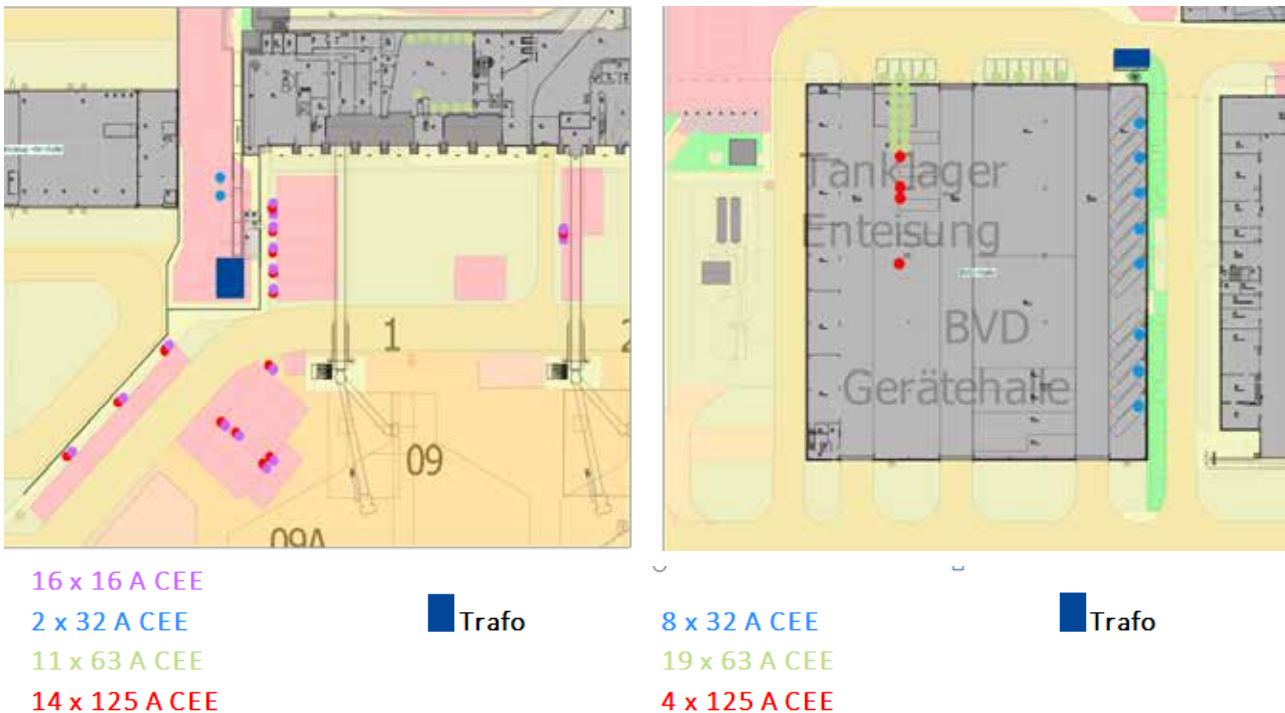 1
2
09
09A
Tanklager
Enteisung
BVD
Gerätehalle
16 x 16 A CEE
2 x 32 A CEE
11 x 63 A CEE
14 x 125 A CEE
Trafo
8 x 32 A CEE
19 x 63 A CEE
4 x 125 A CEE
Trafo